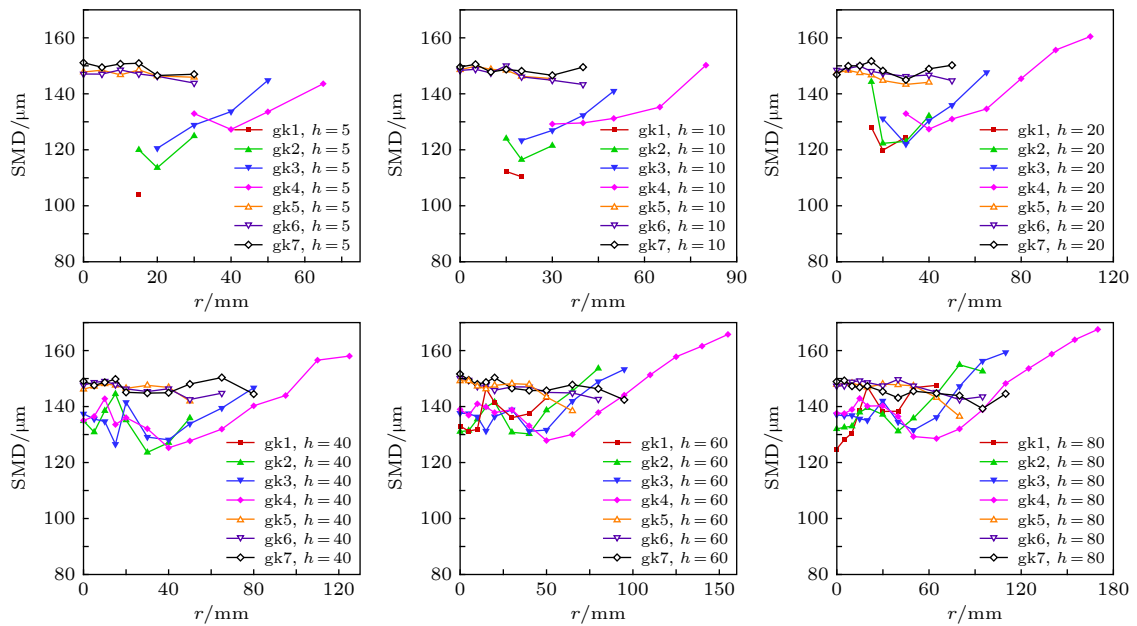 160
140
120
100
80
SMD/μm
0
20
40
60
r/mm
gk1, h=5
gk2, h=5
gk3, h=5
gk4, h=5
gk5, h=5
gk6, h=5
gk7, h=5
160
140
120
100
80
SMD/μm
0
30
60
90
r/mm
gk1, h=10
gk2, h=10
gk3, h=10
gk4, h=10
gk5, h=10
gk6, h=10
gk7, h=10
160
140
120
100
80
SMD/μm
0
40
80
120
r/mm
gk1, h=20
gk2, h=20
gk3, h=20
gk4, h=20
gk5, h=20
gk6, h=20
gk7, h=20
160
140
120
100
80
SMD/μm
0
40
80
120
r/mm
gk1, h=40
gk2, h=40
gk3, h=40
gk4, h=40
gk5, h=40
gk6, h=40
gk7, h=40
160
140
120
100
80
SMD/μm
0
50
100
150
r/mm
gk1, h=60
gk2, h=60
gk3, h=60
gk4, h=60
gk5, h=60
gk6, h=60
gk7, h=60
160
140
120
100
80
SMD/μm
0
60
120
180
r/mm
gk1, h=80
gk2, h=80
gk3, h=80
gk4, h=80
gk5, h=80
gk6, h=80
gk7, h=80